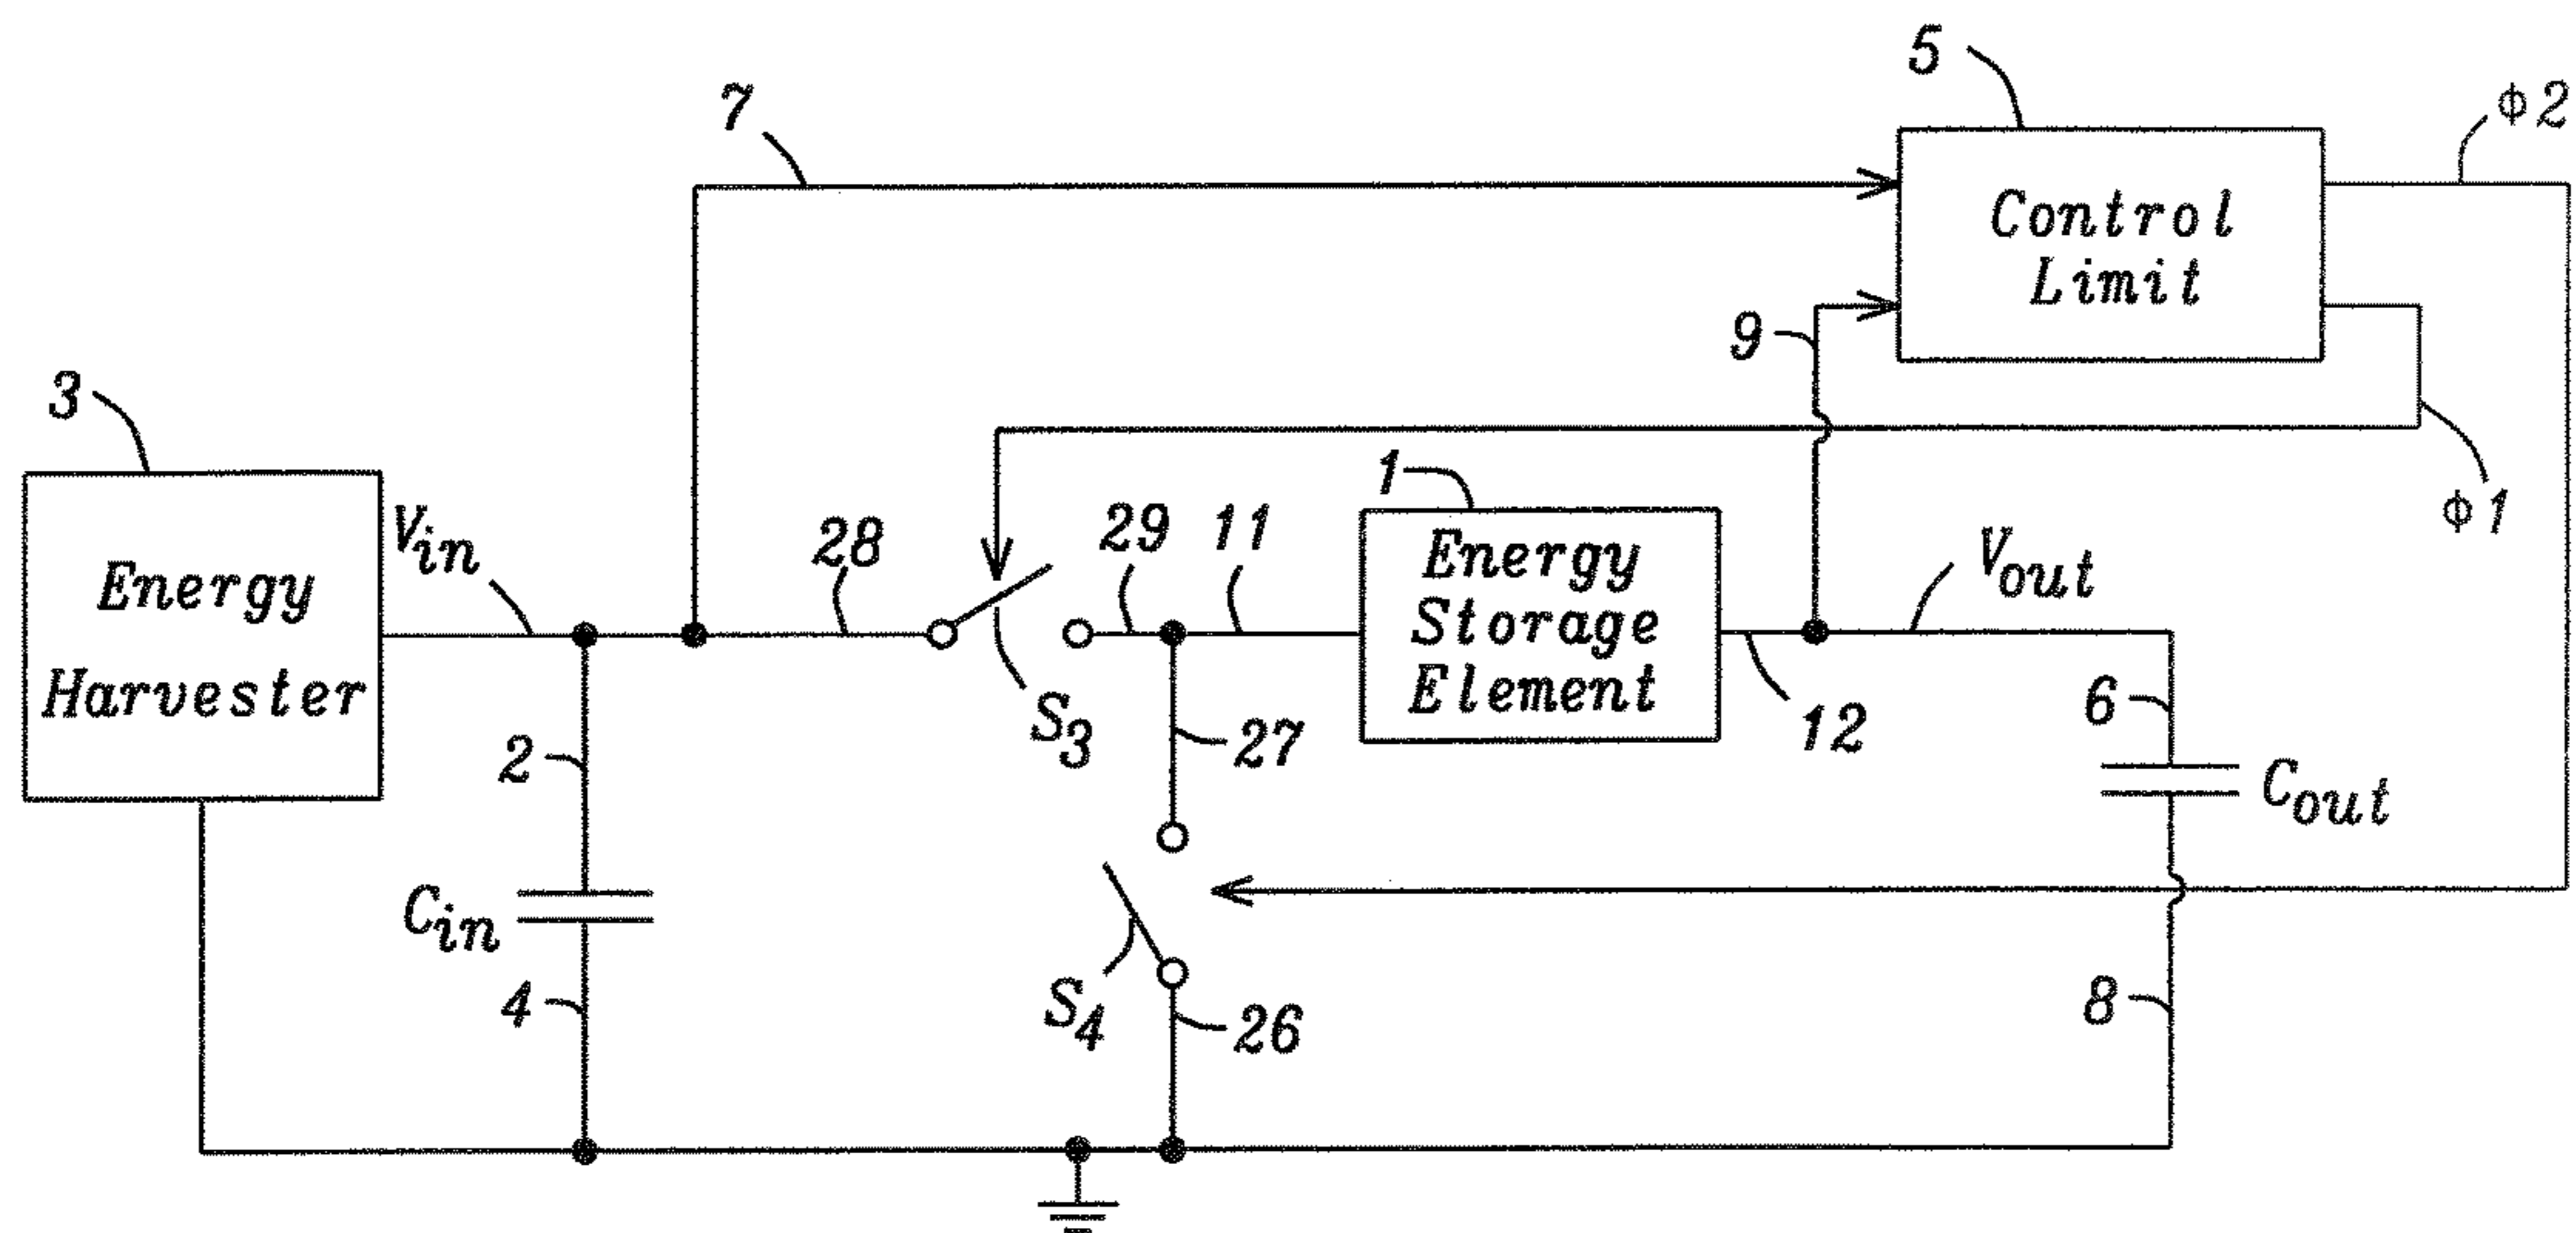 5
Φ2
7
Control
Limit
9
3
1
Φ1
Vin
28
29
11
Energy
Storage
Element
Vout
Energy
Harvester
S3
27
12
6
2
Cout
Cin
4
S4
26
8